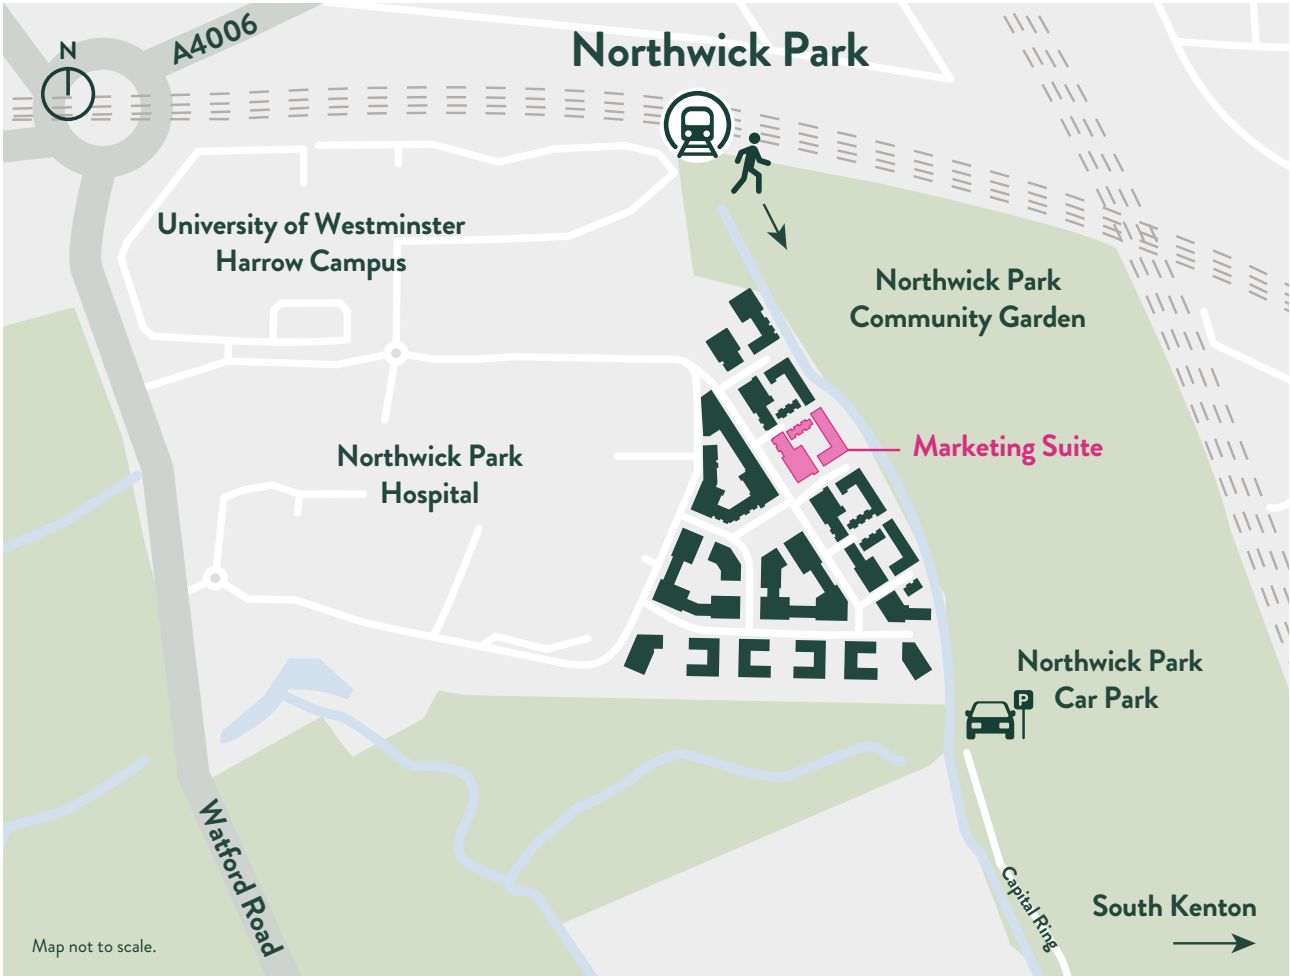 N
A4006
Northwick Park
University of Westminster
Harrow Campus
Northwick Park
Community Garden
Marketing Suite
Northwick Park
Hospital
Northwick Park
Car Park
P
Watford Road
Capital Ring
South Kenton
Map not to scale.